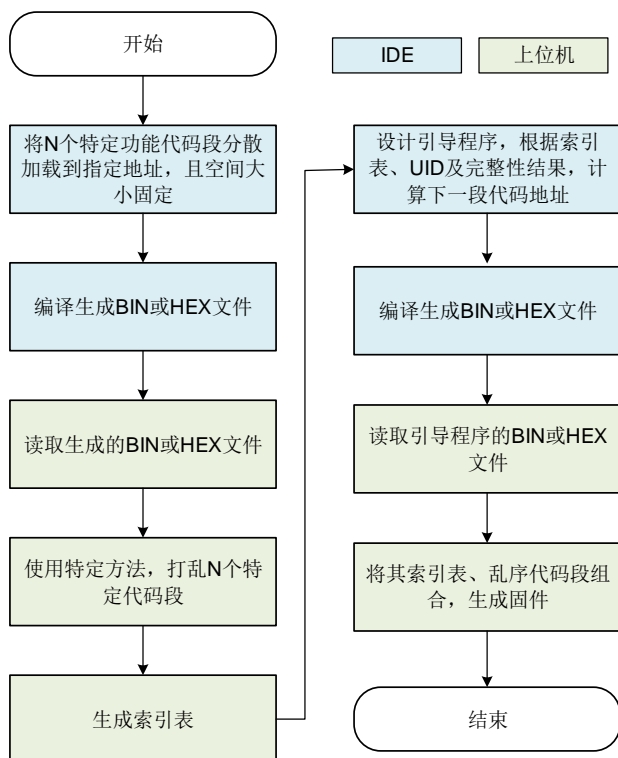 开始
IDE
上位机
将N个特定功能代码段分散
加载到指定地址，且空间大
小固定
编译生成BIN或HEX文件
读取生成的BIN或HEX文件
使用特定方法，打乱N个特
定代码段
生成索引表
设计引导程序，根据索引
表、UID及完整性结果，计
算下一段代码地址
编译生成BIN或HEX文件
读取引导程序的BIN或HEX
文件
将其索引表、乱序代码段组
合，生成固件
结束